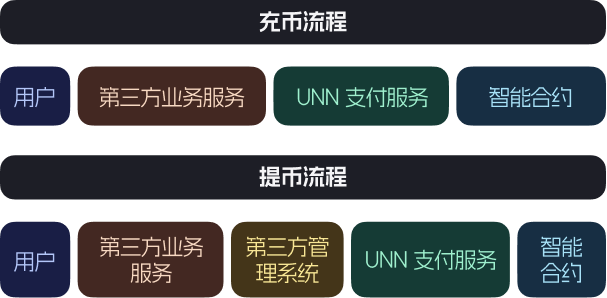 充币流程
用户
第三方业务服务
UNN 支付服务
智能合约
提币流程
用户
第三方业务
服务
第三方管
理系统
UNN 支付服务
智能
合约